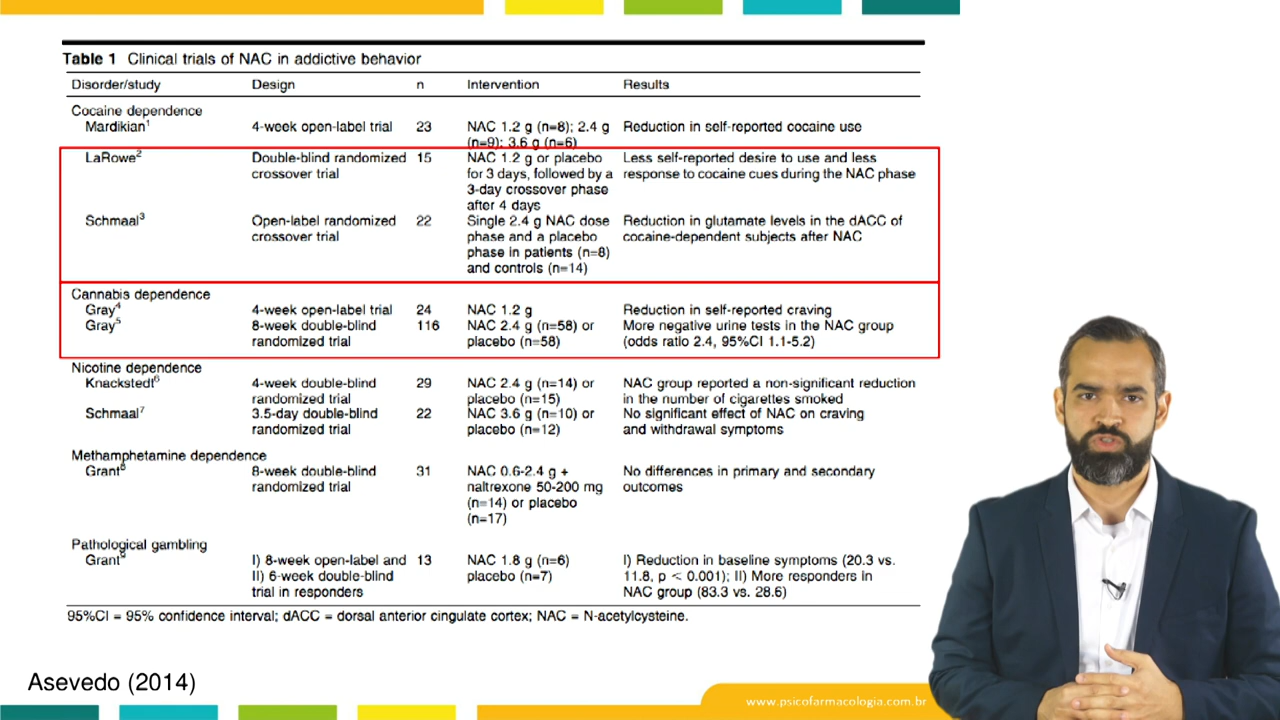 Table 1 Clinical trials of NAC in addictive behavior
Disorder/study Design n Intervention Results
Cocaine dependence
Mardikian1 4-week open-label trial 23 NAC 1.2 g (n=8); 2.4 g Reduction in self-reported cocaine use
(n=9); 3.6 g (n=6)
LaRowe2 Double-blind randomized 15 NAC 1.2 g or placebo Less self-reported desire to use and less
crossover trial for 3 days, followed by a response to cocaine cues during the NAC phase
3-day crossover phase
after 4 days
Schmaal3 Open-label randomized 22 Single 2.4 g NAC dose Reduction in glutamate levels in the dACC of
crossover trial phase and a placebo cocaine-dependent subjects after NAC
phase in patients (n=8)
and controls (n=14)
Cannabis dependence
Gray4 4-week open-label trial 24 NAC 1.2 g Reduction in self-reported craving
Gray5 8-week double-blind 116 NAC 2.4 g (n=58) or More negative urine tests in the NAC group
randomized trial placebo (n=58) (odds ratio 2.4, 95%CI 1.1-5.2)
Nicotine dependence
Knackstedt6 4-week double-blind 29 NAC 2.4 g (n=14) or NAC group reported a non-significant reduction
randomized trial placebo (n=15) in the number of cigarettes smoked
Schmaal7 3.5-day double-blind 22 NAC 3.6 g (n=10) or No significant effect of NAC on craving
randomized trial placebo (n=12) and withdrawal symptoms
Methamphetamine dependence
Grant8 8-week double-blind 31 NAC 0.6-2.4 g + No differences in primary and secondary
randomized trial naltrexone 50-200 mg outcomes
(n=14) or placebo
(n=17)
Pathological gambling
Grant9 I) 8-week open-label and 13 NAC 1.8 g (n=6) I) Reduction in baseline symptoms (20.3 vs.
II) 6-week double-blind placebo (n=7) 11.8, p < 0.001); II) More responders in
trial in responders NAC group (83.3 vs. 28.6)
95%CI = 95% confidence interval; dACC = dorsal anterior cingulate cortex; NAC = N-acetylcysteine.
Asevedo (2014)
www.psicofarmacologia.com.br